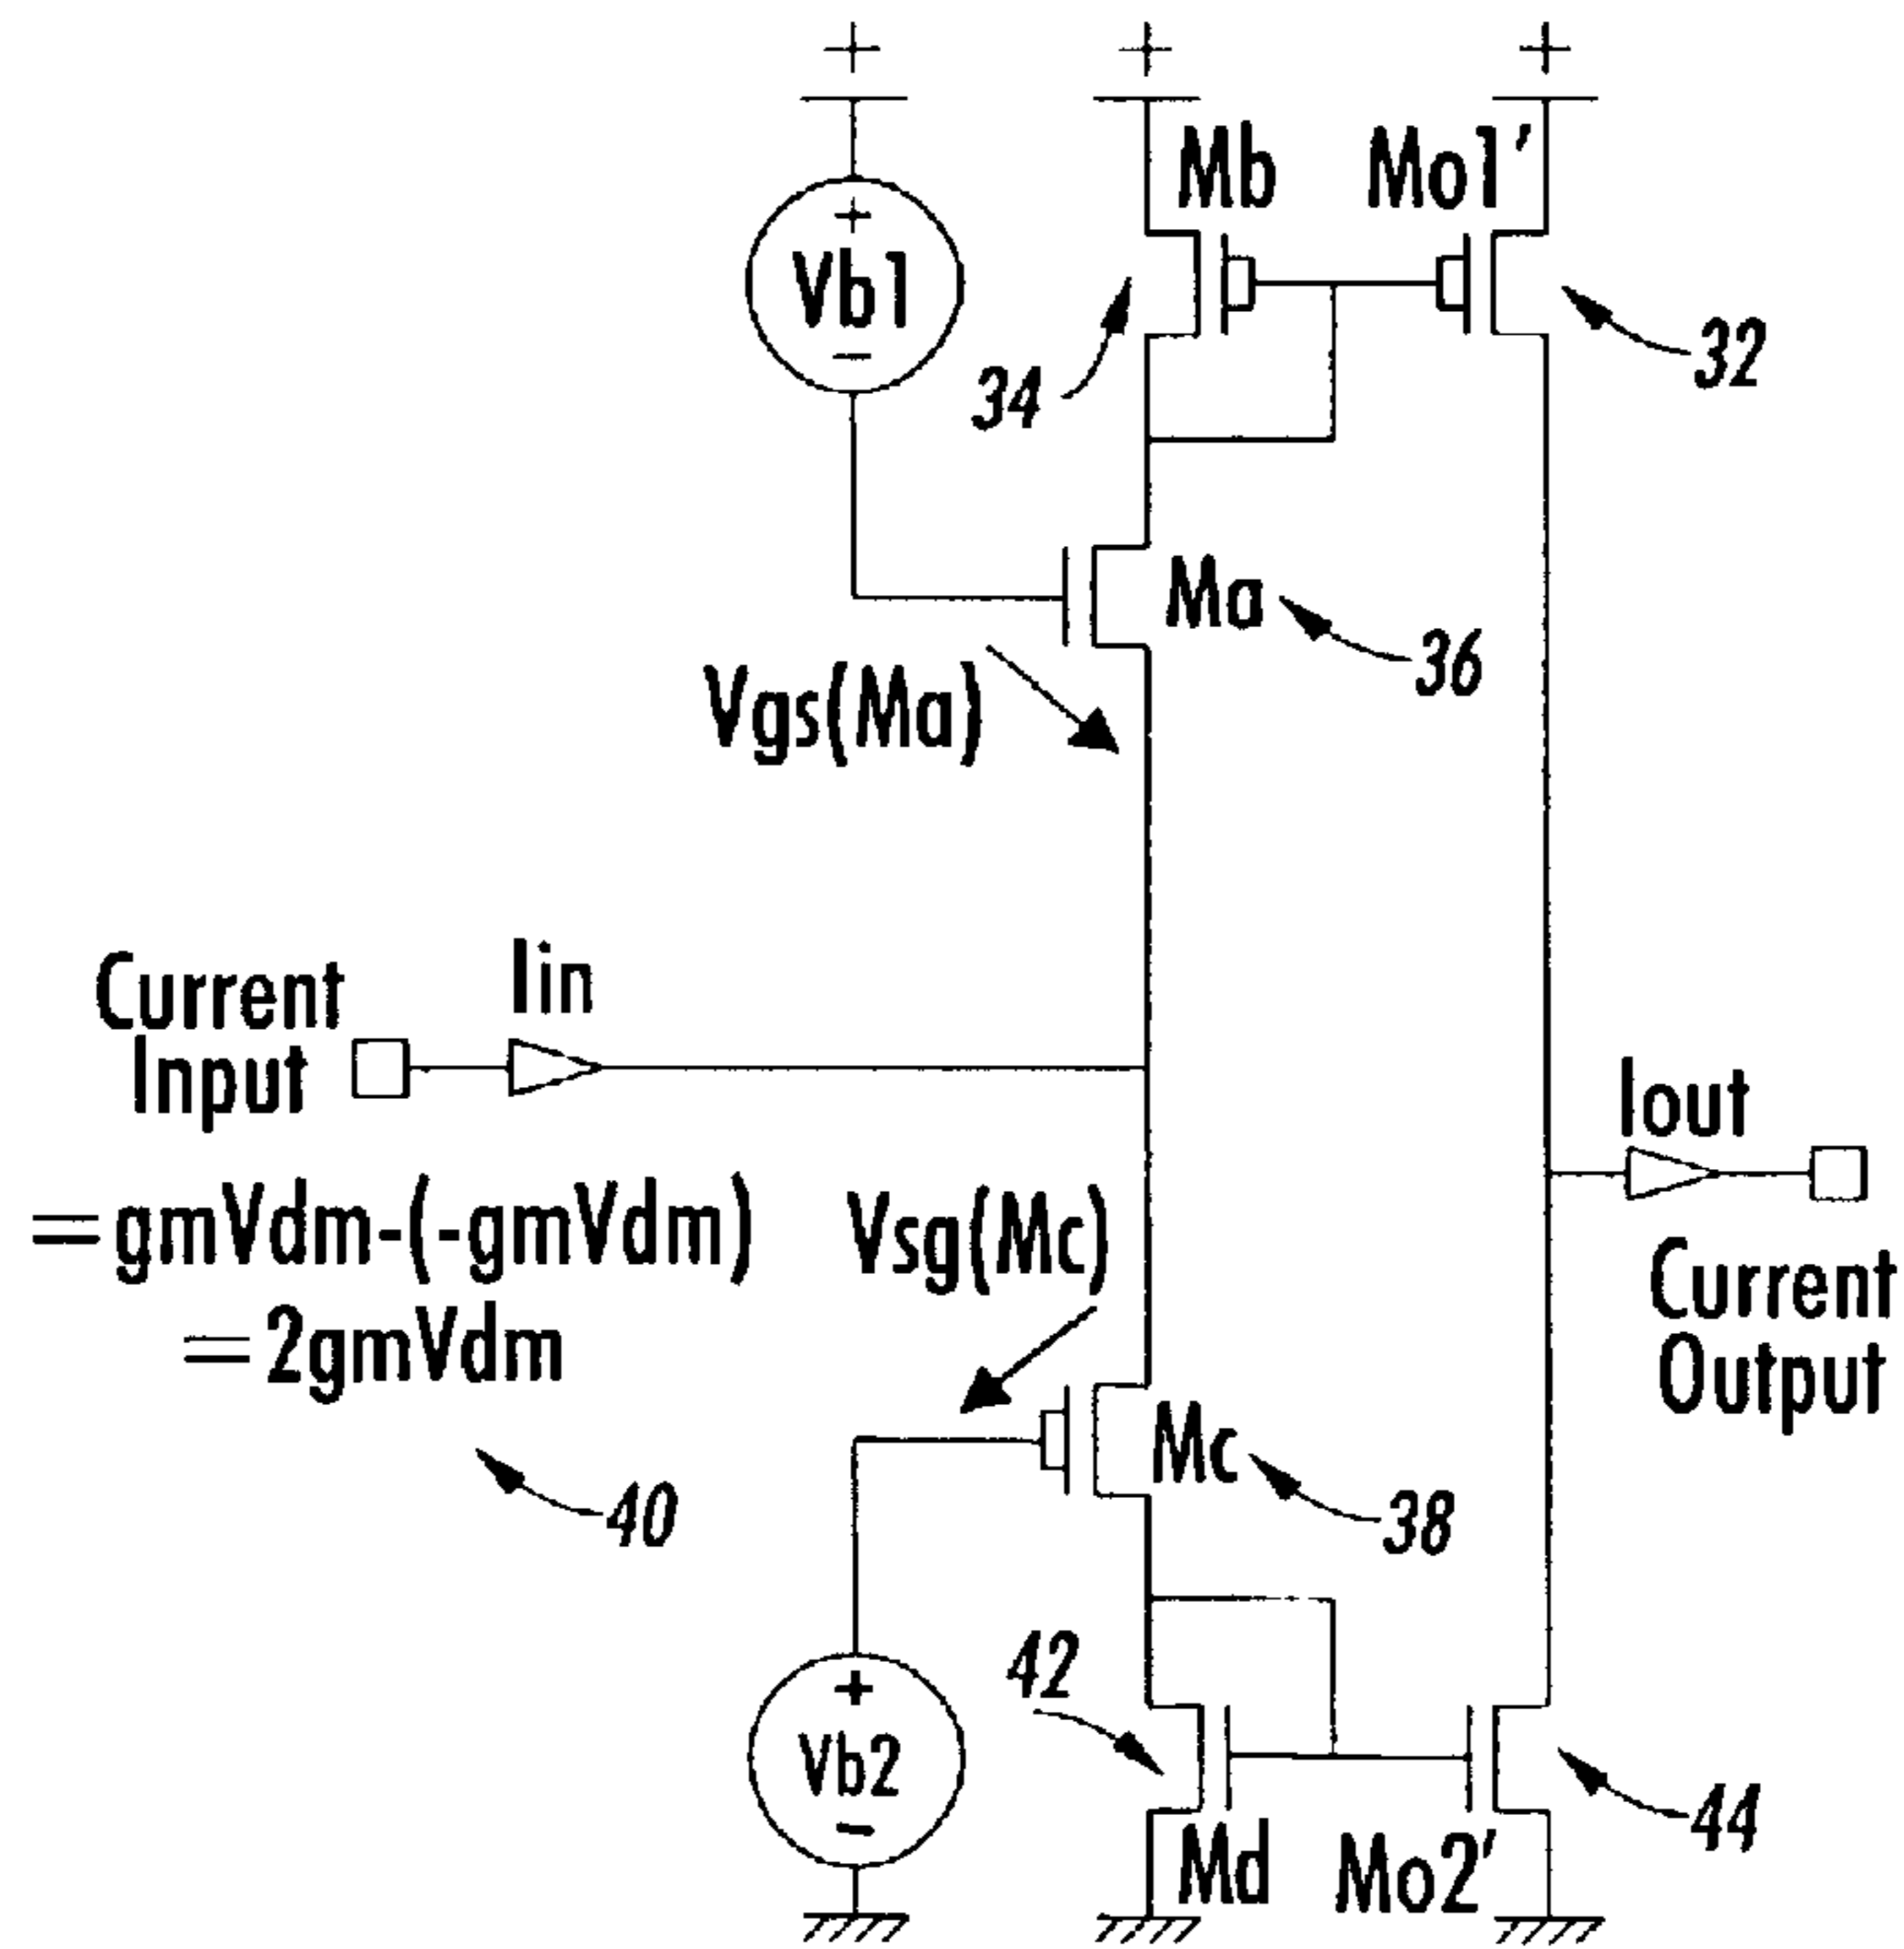 + + +
Mb Mo1'
+
Vb1
−
34
32
Ma
36
Vgs(Ma)
Current
Input
Iin
Iout
=gmVdm-(-gmVdm)
=2gmVdm
Vsg(Mc)
Current
Output
Mc
40
38
42
+
Vb2
−
44
Md Mo2'